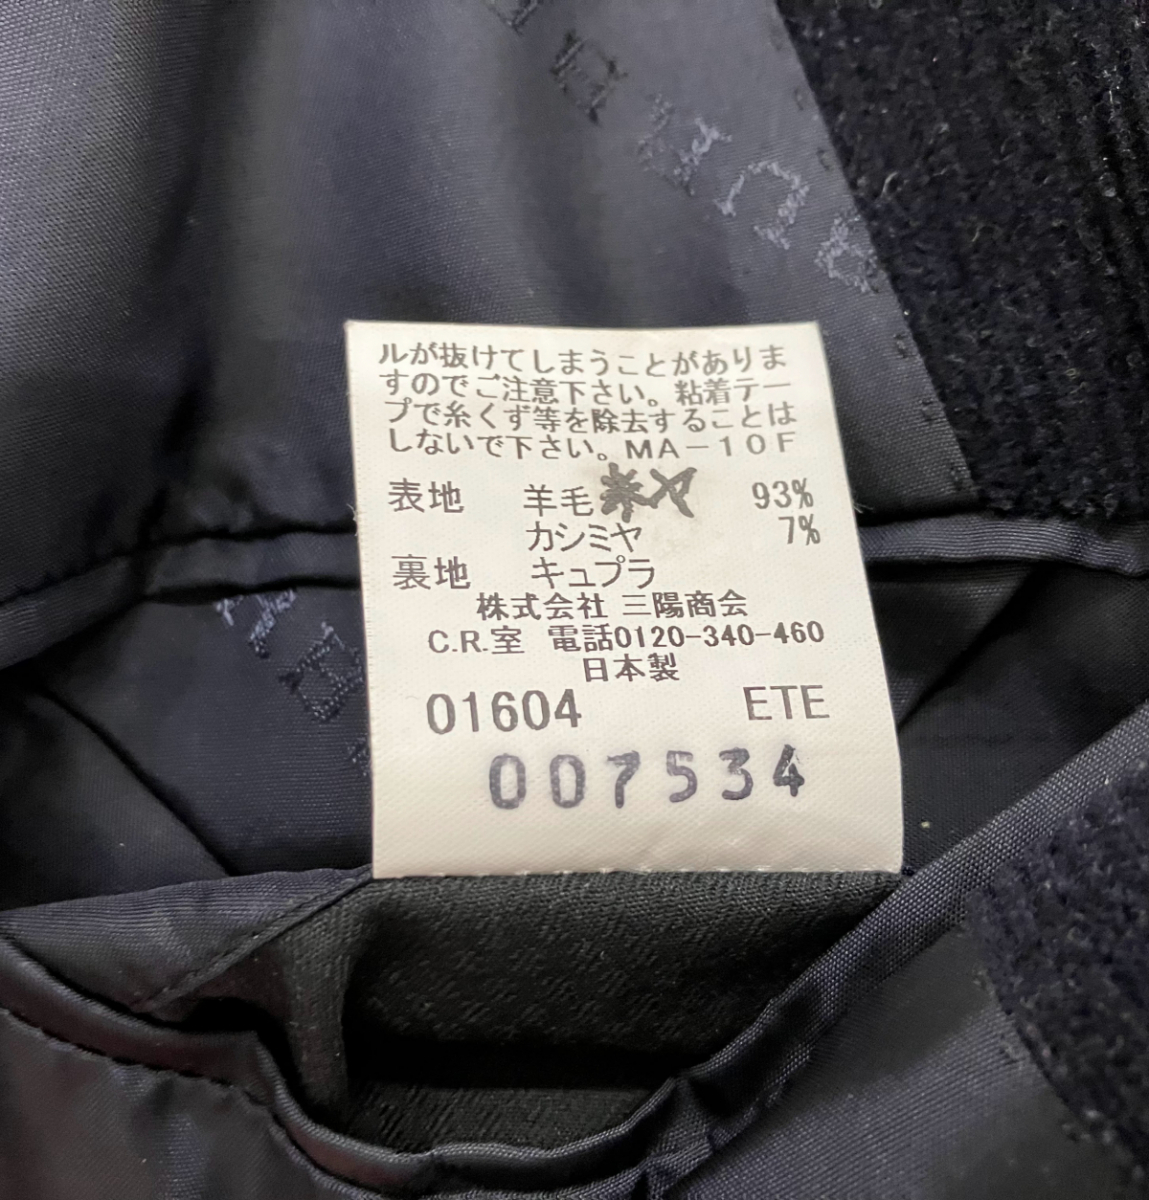 ルが抜けてしまうことがありま
すのでご注意下さい。粘着テー
プで糸くず等を除去することは
しないで下さい。MA-10F
表地 羊毛 93%
カシミヤ 7%
裏地 キュプラ
株式会社 三陽商会
C.R.室 電話0120-340-460
日本製
01604 ETE
007534